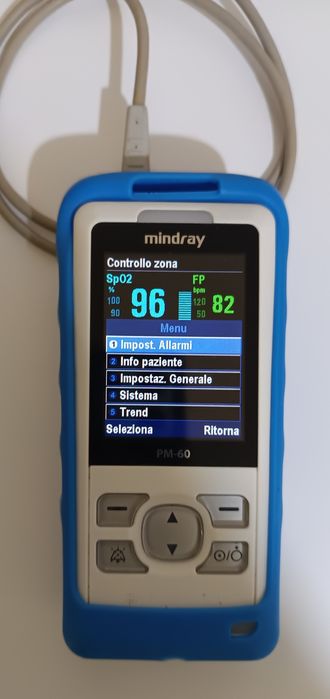 mindray
Controllo zona
SpO2 FP
% bpm
100 96 120 82
90 50
Menu
1 Impost. Allarmi
2 Info paziente
3 Impostaz. Generale
4 Sistema
5 Trend
Seleziona Ritorna
PM-60